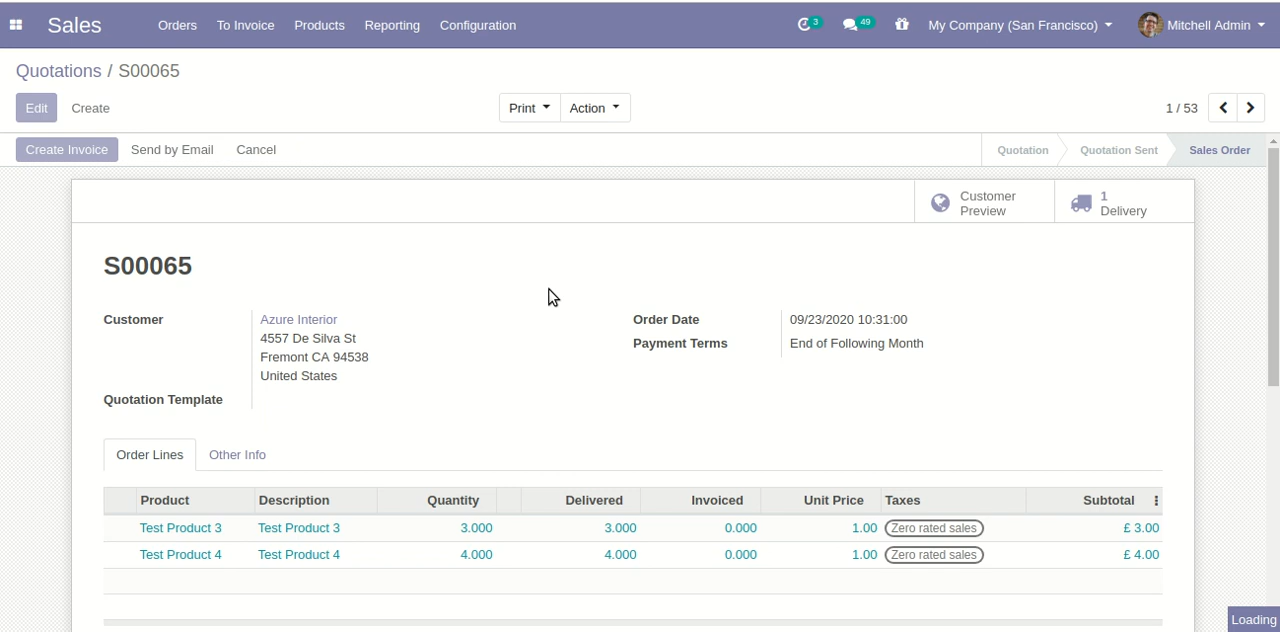 Sales Orders To Invoice Products Reporting Configuration 3 49 My Company (San Francisco) Mitchell Admin
Quotations / S00065
Edit Create Print Action 1 / 53
Create Invoice Send by Email Cancel Quotation Quotation Sent Sales Order
Customer Preview 1 Delivery
S00065
Customer Azure Interior Order Date 09/23/2020 10:31:00
4557 De Silva St Payment Terms End of Following Month
Fremont CA 94538
United States
Quotation Template
Order Lines Other Info
Product Description Quantity Delivered Invoiced Unit Price Taxes Subtotal
Test Product 3 Test Product 3 3.000 3.000 0.000 1.00 Zero rated sales £ 3.00
Test Product 4 Test Product 4 4.000 4.000 0.000 1.00 Zero rated sales £ 4.00
Loading